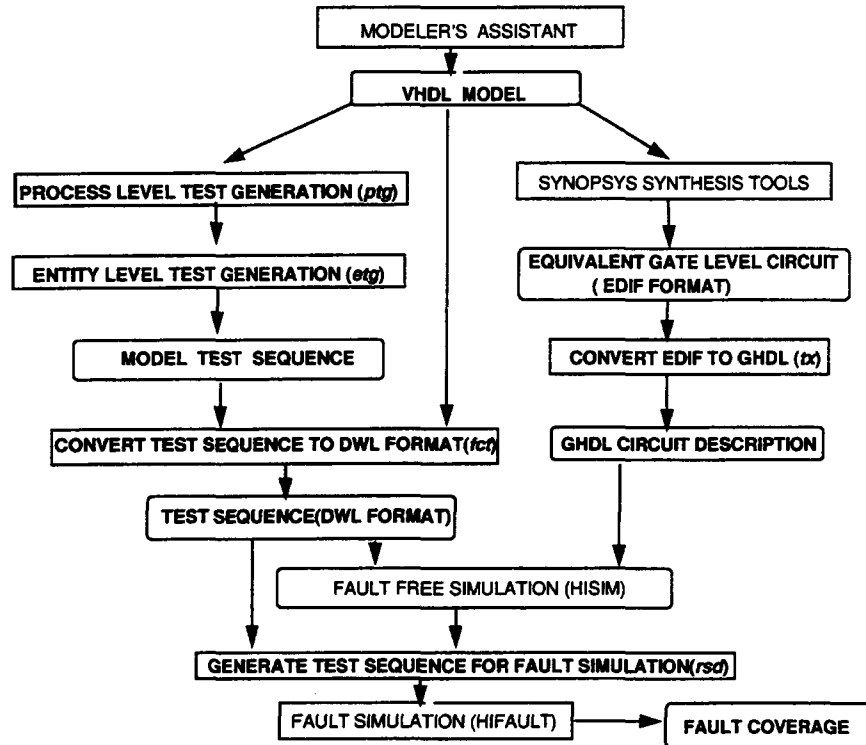 MODELER'S ASSISTANT
VHDL MODEL
PROCESS LEVEL TEST GENERATION (ptg)
SYNOPSYS SYNTHESIS TOOLS
ENTITY LEVEL TEST GENERATION (etg)
EQUIVALENT GATE LEVEL CIRCUIT
( EDIF FORMAT)
MODEL TEST SEQUENCE
CONVERT EDIF TO GHDL (tx)
CONVERT TEST SEQUENCE TO DWL FORMAT(fct)
GHDL CIRCUIT DESCRIPTION
TEST SEQUENCE(DWL FORMAT)
FAULT FREE SIMULATION (HISIM)
GENERATE TEST SEQUENCE FOR FAULT SIMULATION(rsd)
FAULT SIMULATION (HIFAULT)
FAULT COVERAGE